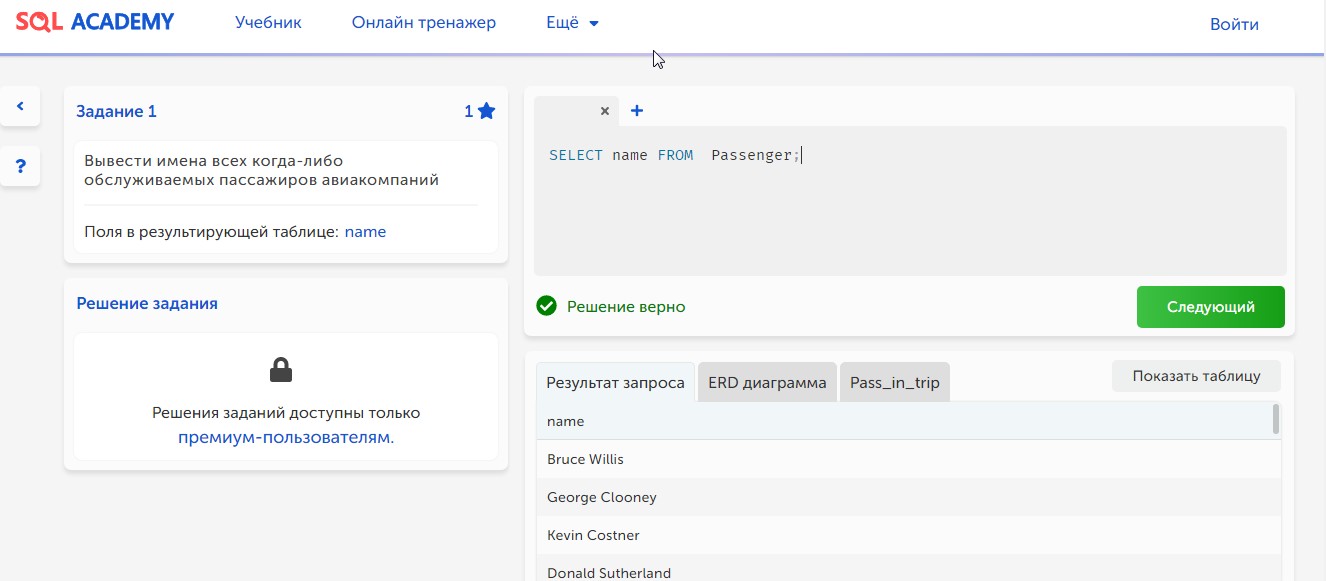 SQL ACADEMY
Учебник
Онлайн тренажер
Ещё
Войти
Задание 1
1
Вывести имена всех когда-либо
обслуживаемых пассажиров авиакомпаний
Поля в результирующей таблице: name
Решение задания
Решения заданий доступны только
премиум-пользователям.
SELECT name FROM  Passenger;
Решение верно
Следующий
Результат запроса
ERD диаграмма
Pass_in_trip
Показать таблицу
name
Bruce Willis
George Clooney
Kevin Costner
Donald Sutherland